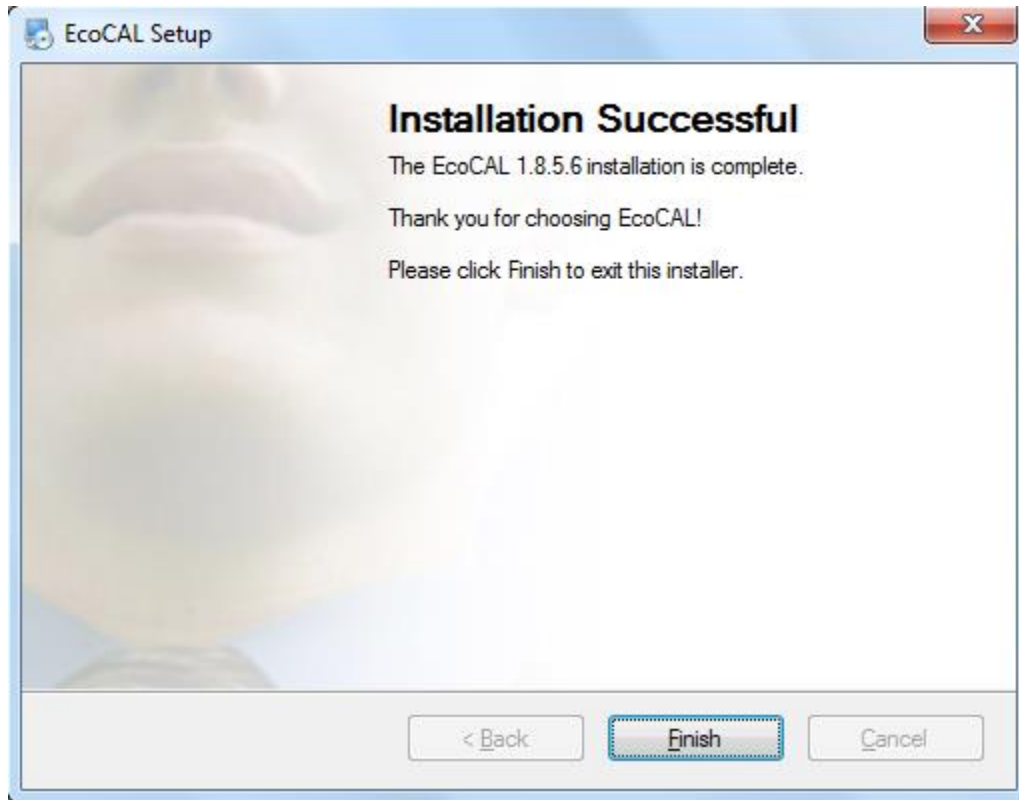 EcoCAL Setup
Installation Successful
The EcoCAL 1.8.5.6 installation is complete.
Thank you for choosing EcoCAL!
Please click Finish to exit this installer.
< Back
Finish
Cancel